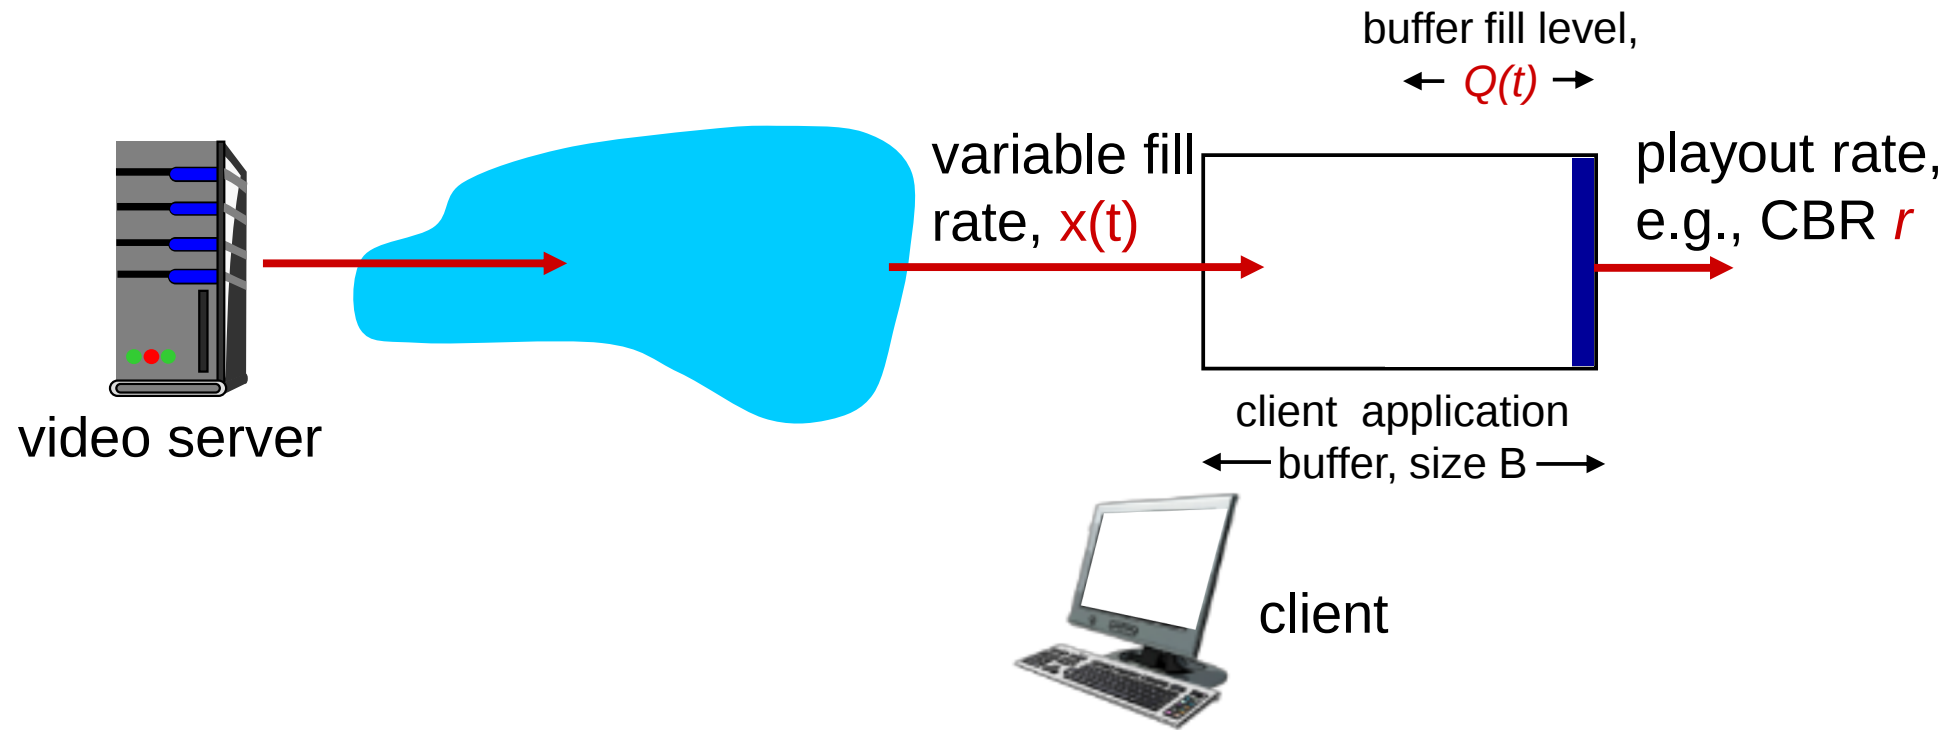 buffer fill level,
Q(t)
variable fill
rate, x(t)
playout rate,
e.g., CBR r
client application
buffer, size B
video server
client